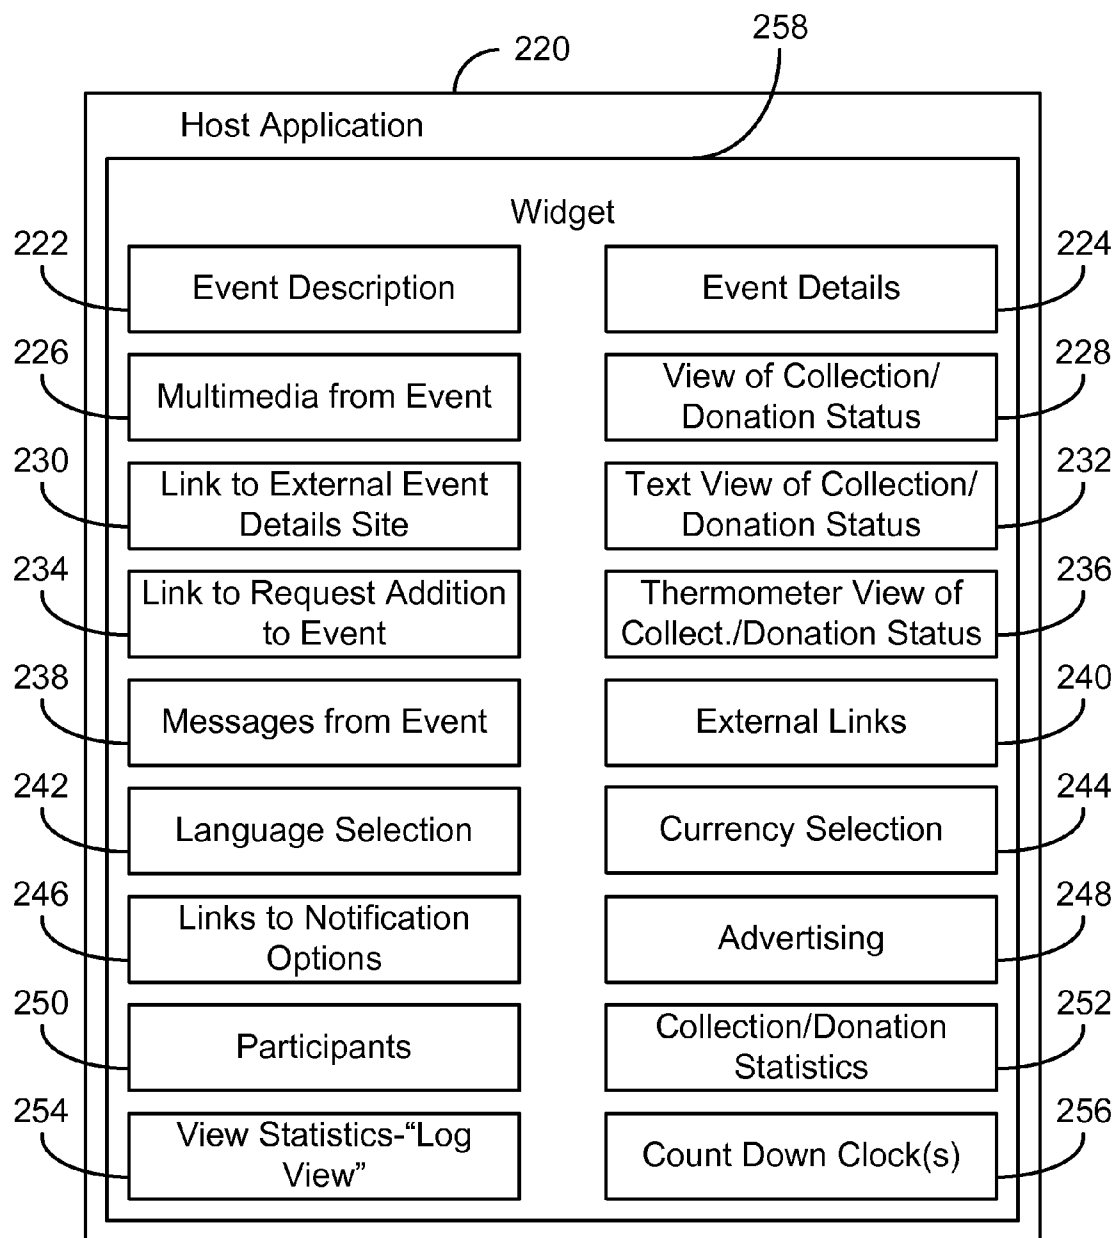 258
220
Host Application
Widget
222
Event Description
224
Event Details
226
Multimedia from Event
228
View of Collection/
Donation Status
230
Link to External Event
Details Site
232
Text View of Collection/
Donation Status
234
Link to Request Addition
to Event
236
Thermometer View of
Collect./Donation Status
238
Messages from Event
240
External Links
242
Language Selection
244
Currency Selection
246
Links to Notification
Options
248
Advertising
250
Participants
252
Collection/Donation
Statistics
254
View Statistics-“Log
View”
256
Count Down Clock(s)